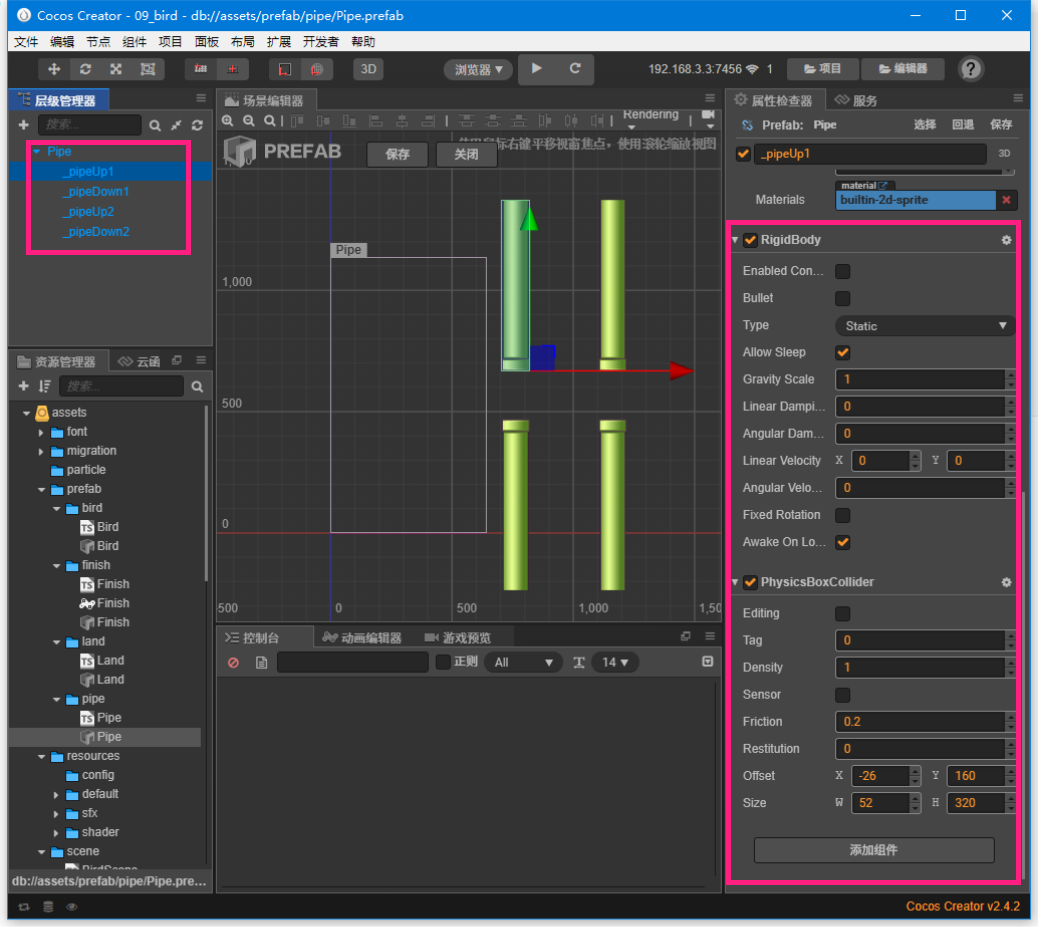 Cocos Creator - 09_bird - db://assets/prefab/pipe/Pipe.prefab
文件 编辑 节点 组件 项目 面板 布局 扩展 开发者 帮助
3D 浏览器 192.168.3.3:7456 1 项目 编辑器
层级管理器
搜索...
Pipe
_pipeUp1
_pipeDown1
_pipeUp2
_pipeDown2
资源管理器 云函
搜索...
assets
font
migration
particle
prefab
bird
TS Bird
Bird
finish
TS Finish
Finish
Finish
land
TS Land
Land
pipe
TS Pipe
Pipe
resources
config
default
sfx
shader
scene
BirdScene
db://assets/prefab/pipe/Pipe.pre...
场景编辑器
Rendering
使用鼠标右键平移视窗焦点，使用滚轮缩放视图
PREFAB 保存 关闭
Pipe
1,000
500
0
500 0 500 1,000 1,50
控制台 动画编辑器 游戏预览
正则 All 14
属性检查器 服务
Prefab: Pipe 选择 回退 保存
_pipeUp1 3D
material
Materials builtin-2d-sprite
RigidBody
Enabled Con...
Bullet
Type Static
Allow Sleep
Gravity Scale 1
Linear Dampi... 0
Angular Dam... 0
Linear Velocity X 0 Y 0
Angular Velo... 0
Fixed Rotation
Awake On Lo...
PhysicsBoxCollider
Editing
Tag 0
Density 1
Sensor
Friction 0.2
Restitution 0
Offset X -26 Y 160
Size W 52 H 320
添加组件
Cocos Creator v2.4.2